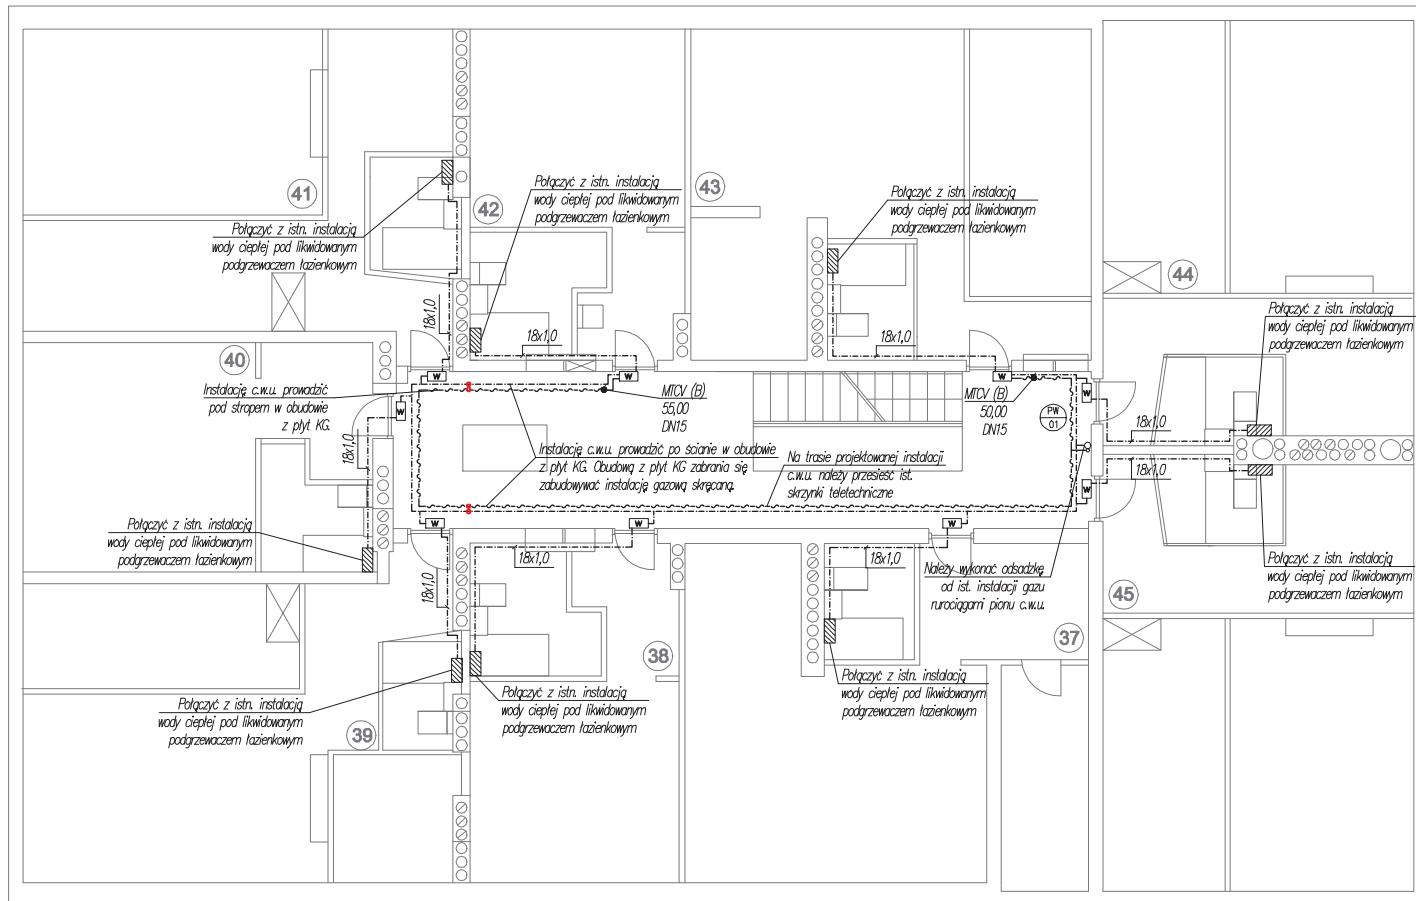 41
42
43
44
Połączyć z istn. instalacją
wody ciepłej pod likwidowanym
podgrzewaczem łazienkowym
Połączyć z istn. instalacją
wody ciepłej pod likwidowanym
podgrzewaczem łazienkowym
Połączyć z istn. instalacją
wody ciepłej pod likwidowanym
podgrzewaczem łazienkowym
Połączyć z istn. instalacją
wody ciepłej pod likwidowanym
podgrzewaczem łazienkowym
18x1,0
18x1,0
18x1,0
40
Instalację c.w.u. prowadzić
pod stropem w obudowie
z płyt KG.
W
W
W
W
W
MTCV (B)
55,00
DN15
MTCV (B)
50,00
DN15
PW
01
18x1,0
18x1,0
18x1,0
Instalację c.w.u. prowadzić po ścianie w obudowie
z płyt KG. Obudową z płyt KG zabrania się
zabudowywać instalację gazową skręcaną.
Na trasie projektowanej instalacji
c.w.u. należy przesieść ist.
skrzynki teletechniczne
W
W
W
W
Połączyć z istn. instalacją
wody ciepłej pod likwidowanym
podgrzewaczem łazienkowym
18x1,0
18x1,0
18x1,0
Należy wykonać odsadzkę
od ist. instalacji gazu
rurociągami pionu c.w.u.
Połączyć z istn. instalacją
wody ciepłej pod likwidowanym
podgrzewaczem łazienkowym
45
37
38
39
Połączyć z istn. instalacją
wody ciepłej pod likwidowanym
podgrzewaczem łazienkowym
Połączyć z istn. instalacją
wody ciepłej pod likwidowanym
podgrzewaczem łazienkowym
Połączyć z istn. instalacją
wody ciepłej pod likwidowanym
podgrzewaczem łazienkowym